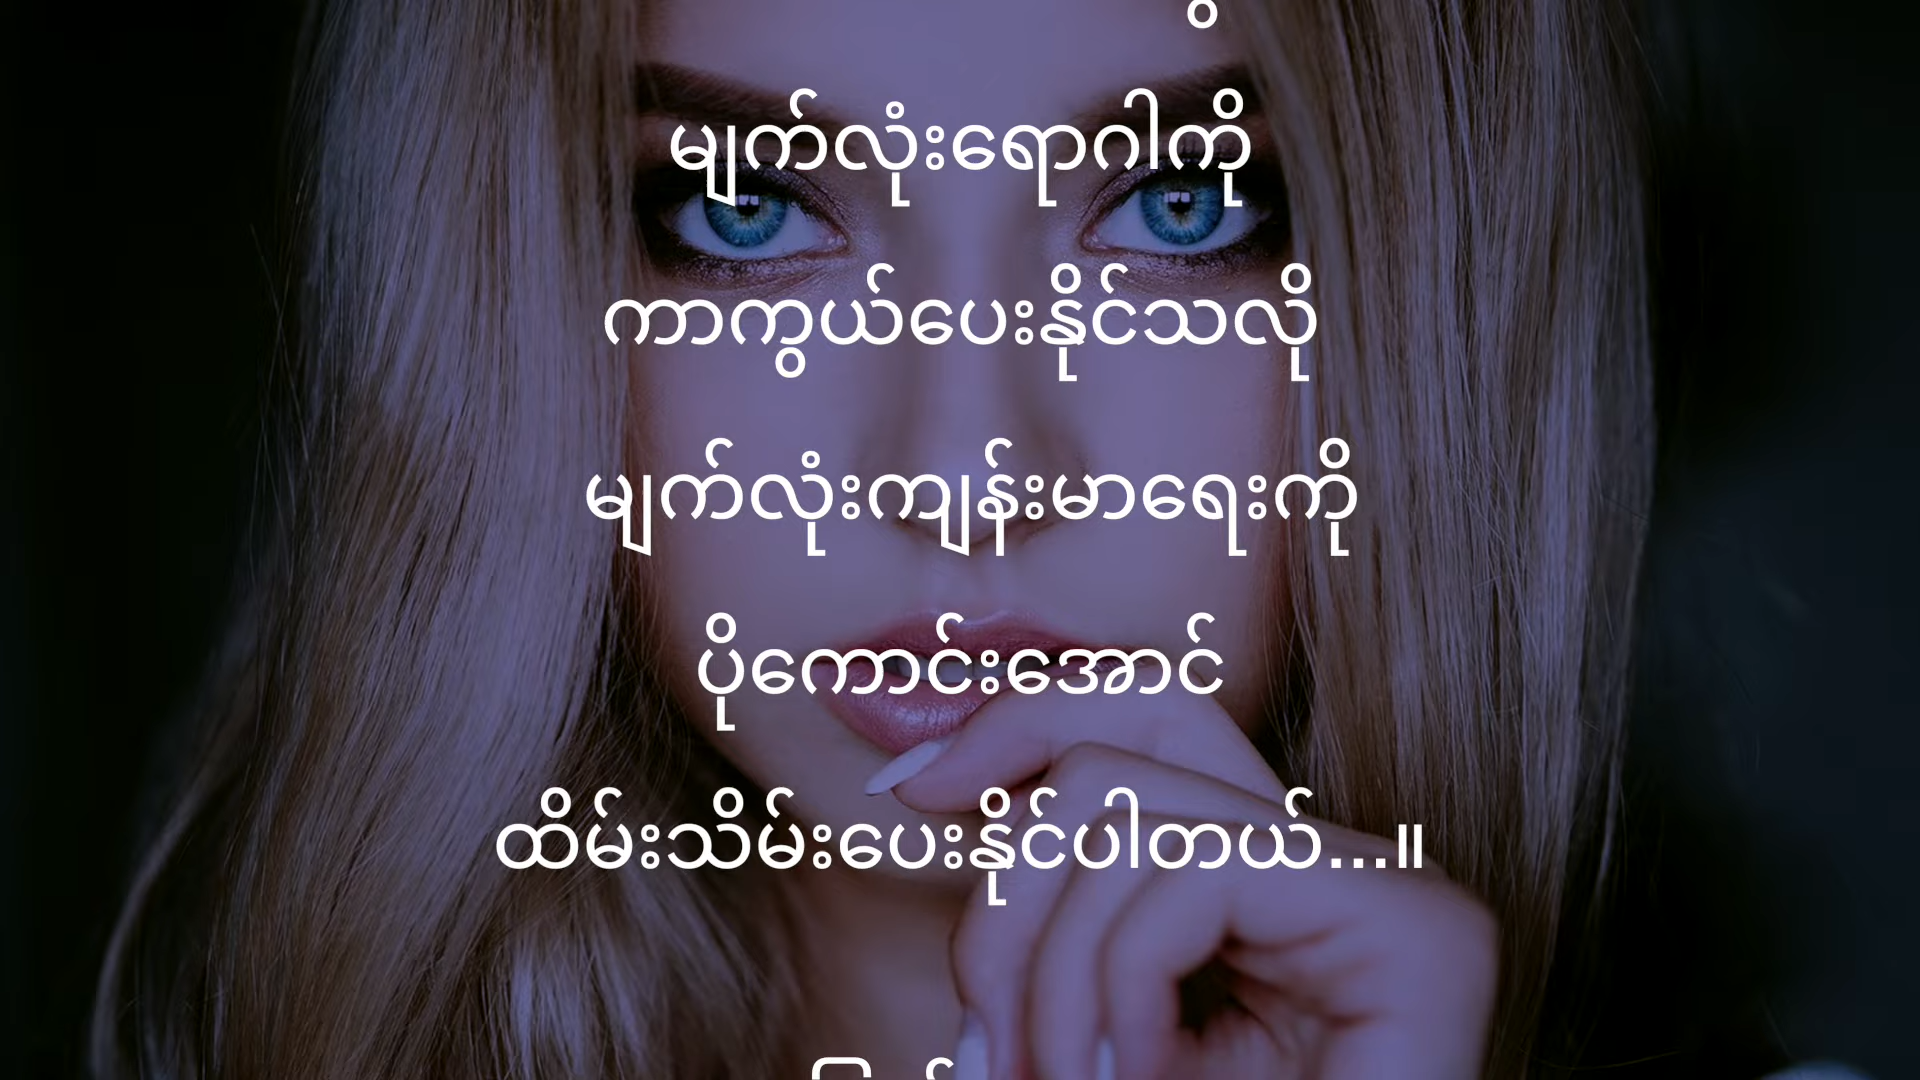 မျက်လုံးရောဂါကို
ကာကွယ်ပေးနိုင်သလို
မျက်လုံးကျန်းမာရေးကို
ပိုကောင်းအောင်
ထိမ်းသိမ်းပေးနိုင်ပါတယ်...။